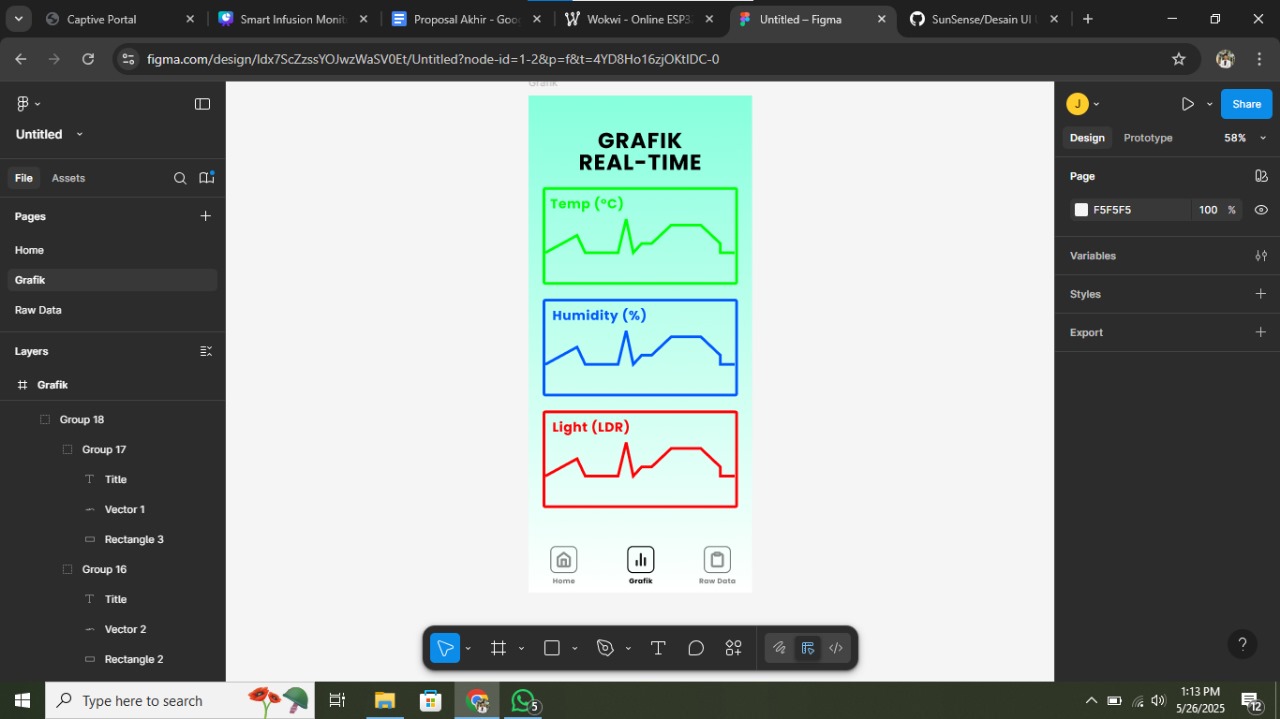 Captive Portal
Smart Infusion Monit
Proposal Akhir - Goo
Wokwi - Online ESP3
Untitled – Figma
SunSense/Desain UI
figma.com/design/Idx7ScZzssYOJwzWaSV0Et/Untitled?node-id=1-2&p=f&t=4YD8Ho16zjOKtIDC-0
Untitled
File
Assets
Pages
Home
Grafik
Raw Data
Layers
Grafik
Group 18
Group 17
Title
Vector 1
Rectangle 3
Group 16
Title
Vector 2
Rectangle 2
Grafik
GRAFIK
REAL-TIME
Temp (°C)
Humidity (%)
Light (LDR)
Home
Grafik
Raw Data
J
Share
Design
Prototype
58%
Page
F5F5F5
100
%
Variables
Styles
Export
?
Type here to search
5
1:13 PM
5/26/2025
12